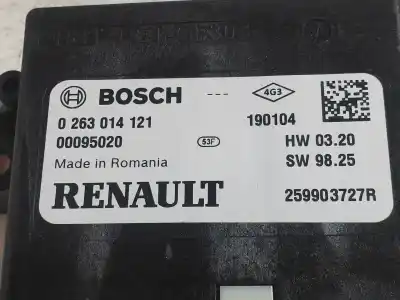 BOSCH --- 4G3
0 263 014 121 190104
00095020 53F HW 03.20
Made in Romania SW 98.25
RENAULT 259903727R